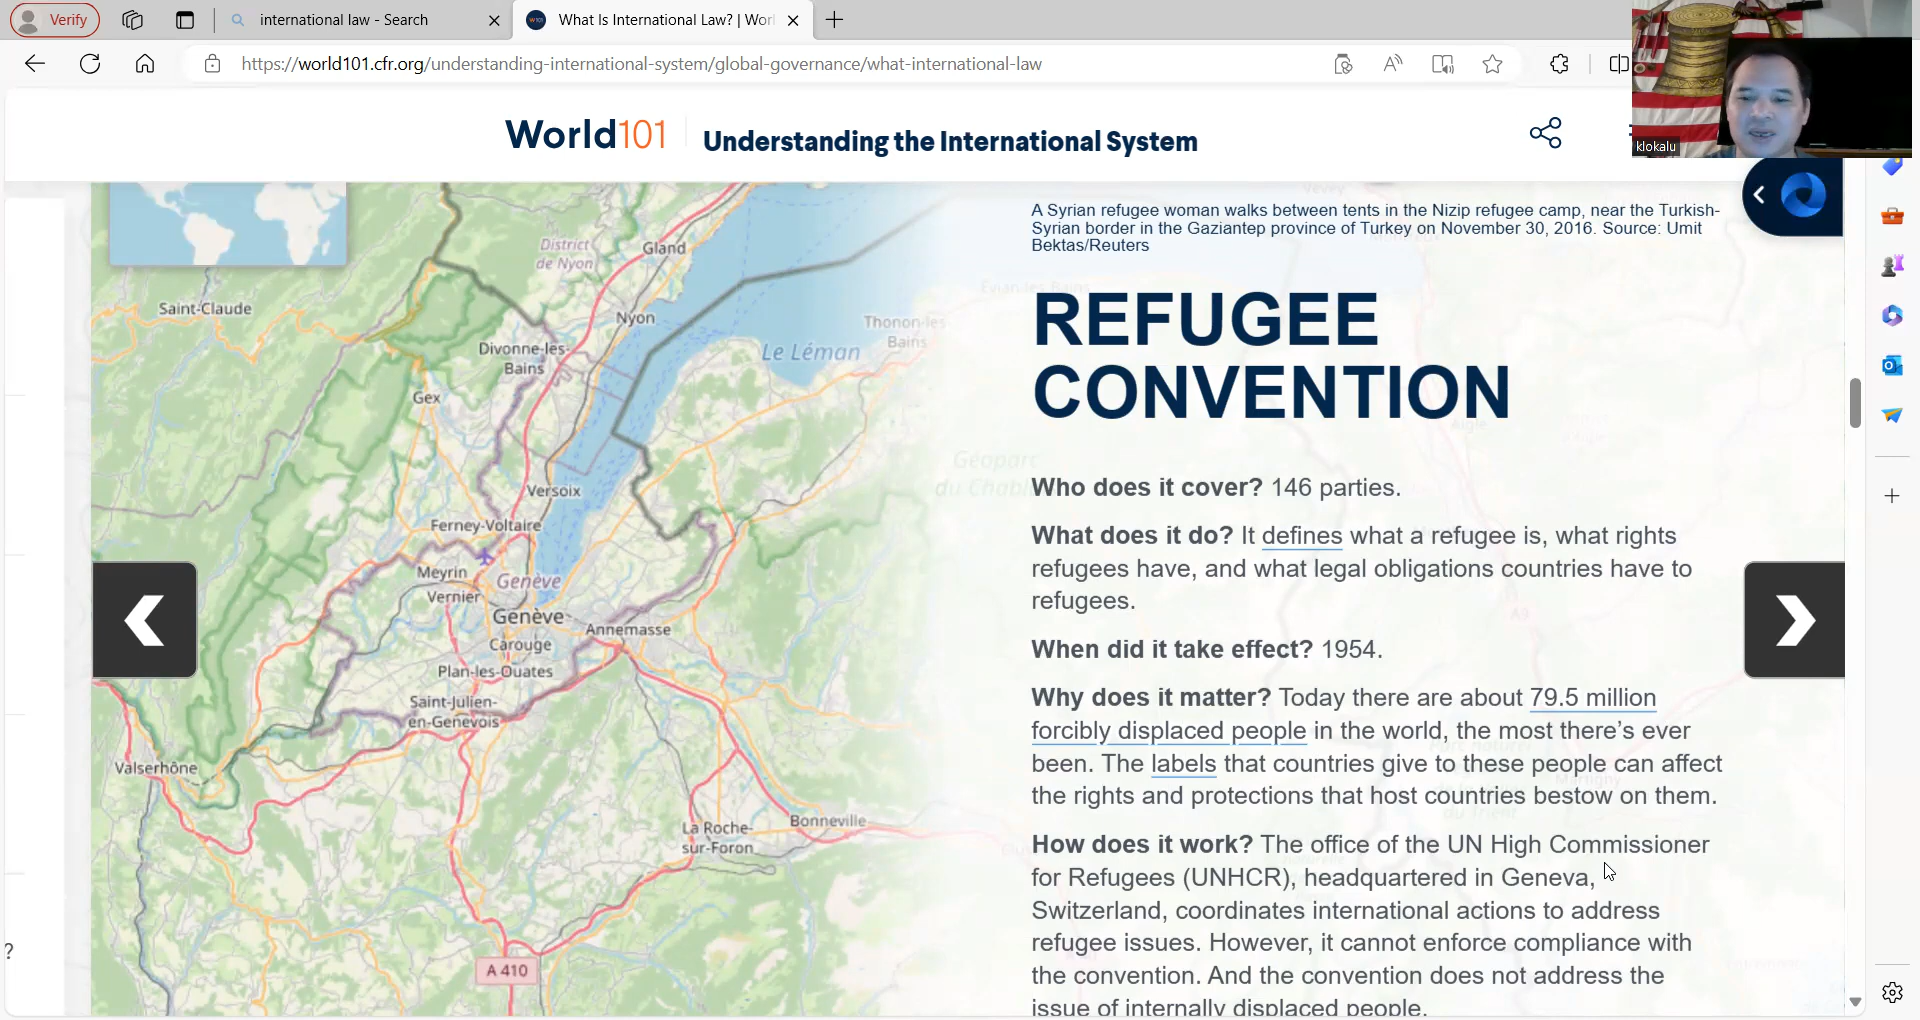 Verify
international law - Search
What Is International Law? | Wor
https://world101.cfr.org/understanding-international-system/global-governance/what-international-law
klokalu
World101
Understanding the International System
A Syrian refugee woman walks between tents in the Nizip refugee camp, near the Turkish-
Syrian border in the Gaziantep province of Turkey on November 30, 2016. Source: Umit
Bektas/Reuters
REFUGEE
CONVENTION
Who does it cover? 146 parties.
What does it do? It defines what a refugee is, what rights
refugees have, and what legal obligations countries have to
refugees.
When did it take effect? 1954.
Why does it matter? Today there are about 79.5 million
forcibly displaced people in the world, the most there’s ever
been. The labels that countries give to these people can affect
the rights and protections that host countries bestow on them.
How does it work? The office of the UN High Commissioner
for Refugees (UNHCR), headquartered in Geneva,
Switzerland, coordinates international actions to address
refugee issues. However, it cannot enforce compliance with
the convention. And the convention does not address the
issue of internally displaced people.
District
de Nyon
Gland
Saint-Claude
Nyon
Évian-les-Bains
Thonon-les
Bains
Le Léman
Divonne-les-
Bains
Gex
Géoparc
du Chabl
Versoix
Ferney-Voltaire
Meyrin
Genève
Vernier
Genève
Annemasse
Carouge
Plan-les-Ouates
Saint-Julien-
en-Genevois
Valserhône
La Roche-
sur-Foron
Bonneville
A 410
Vevey
Aigle
A9
Martigny
?